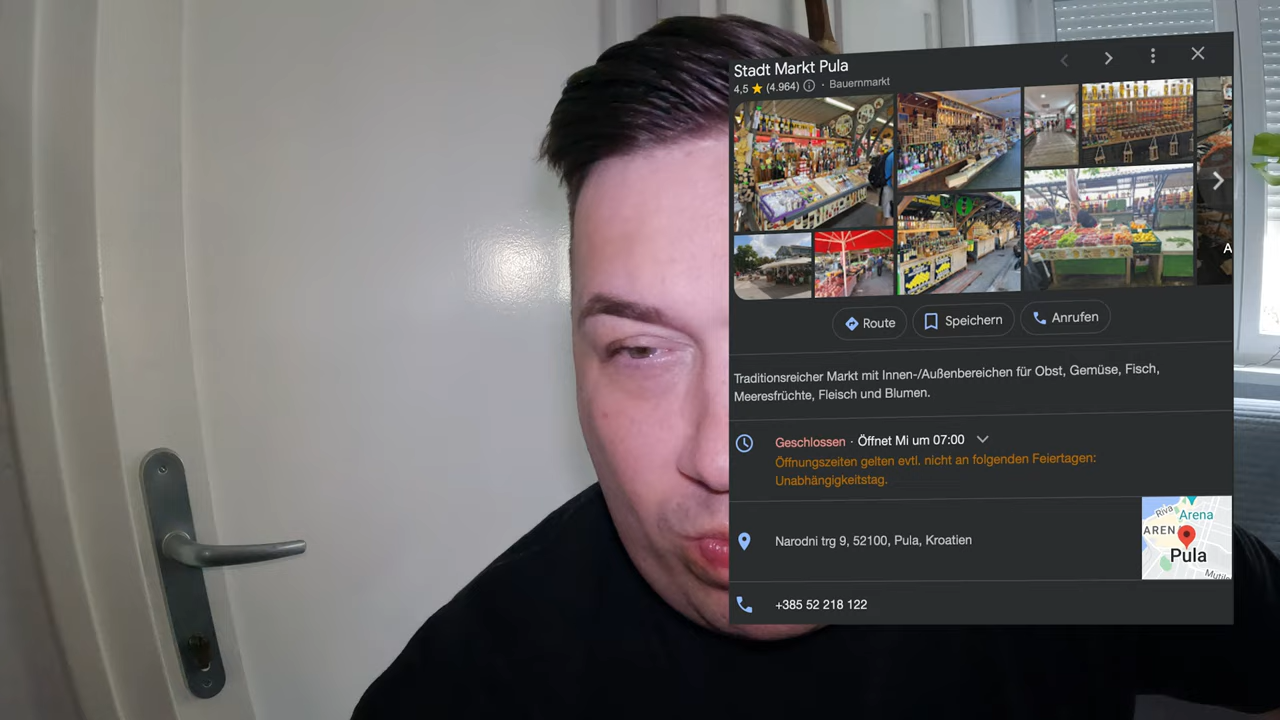 Stadt Markt Pula
4,5 ★ (4.964) · Bauernmarkt
Route
Speichern
Anrufen
Traditionsreicher Markt mit Innen-/Außenbereichen für Obst, Gemüse, Fisch,
Meeresfrüchte, Fleisch und Blumen.
Geschlossen · Öffnet Mi um 07:00
Öffnungszeiten gelten evtl. nicht an folgenden Feiertagen:
Unabhängigkeitstag.
Narodni trg 9, 52100, Pula, Kroatien
Riva
Arena
AREN
Pula
+385 52 218 122